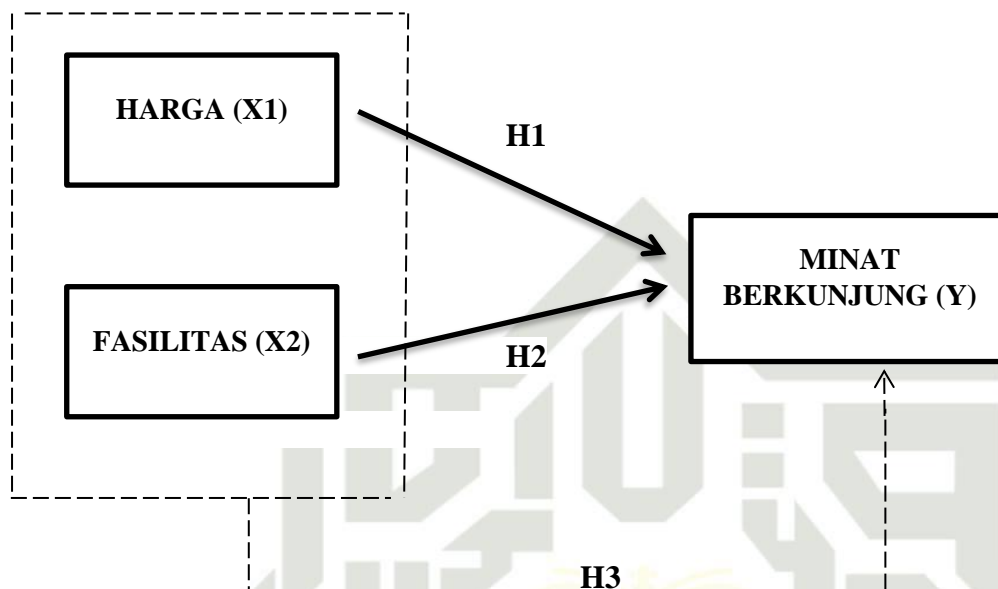 HARGA (X1)
H1
MINAT
BERKUNJUNG (Y)
FASILITAS (X2)
H2
H3